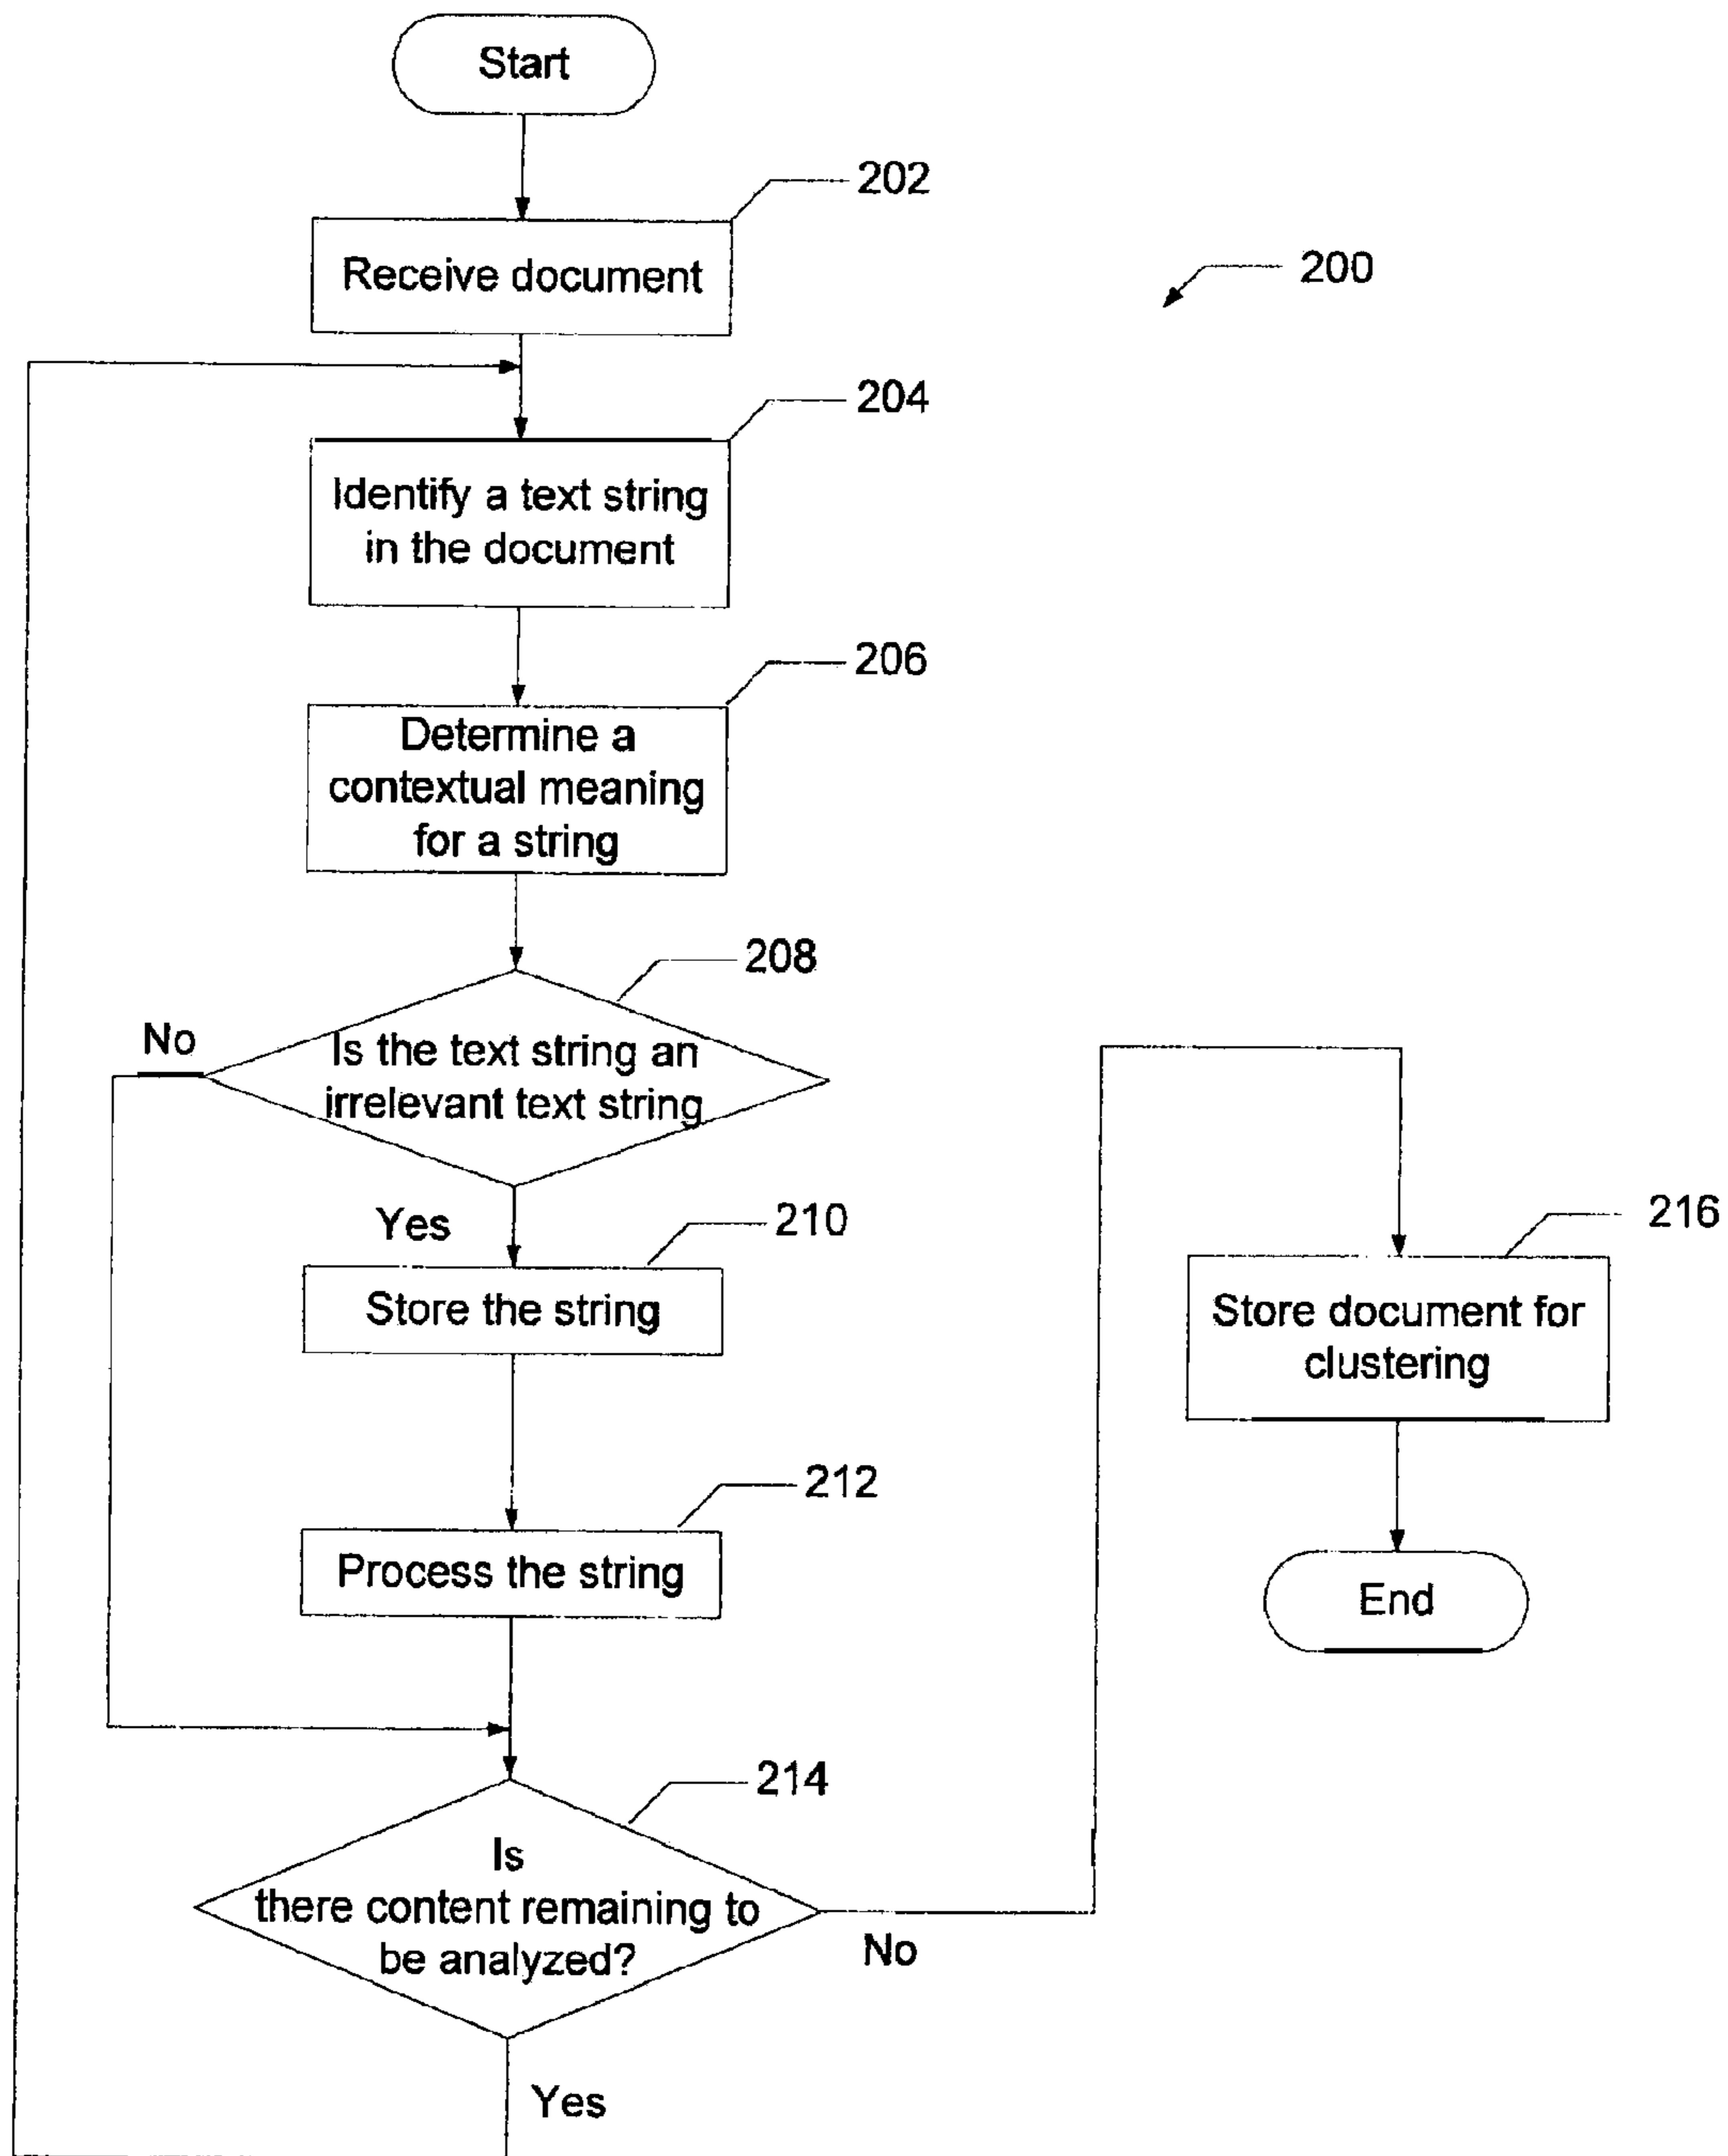 Start
202
Receive document
200
204
Identify a text string
in the document
206
Determine a
contextual meaning
for a string
208
No
Is the text string an
irrelevant text string
Yes
210
Store the string
216
Store document for
clustering
212
Process the string
End
214
Is
there content remaining to
be analyzed?
No
Yes